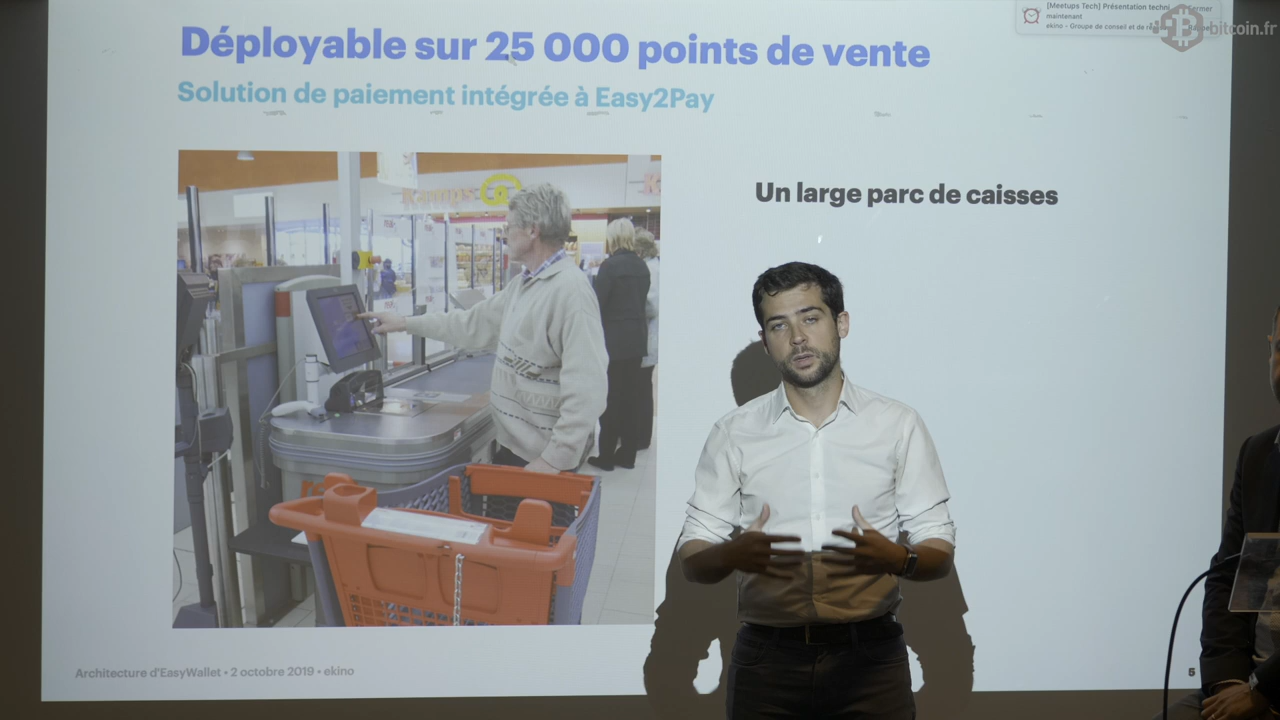 Déployable sur 25 000 points de vente
Solution de paiement intégrée à Easy2Pay
[Meetups Tech] Présentation techni
maintenant
ekino • Groupe de conseil et de
bitcoin.fr
Un large parc de caisses
Architecture d'EasyWallet • 2 octobre 2019 • ekino
5